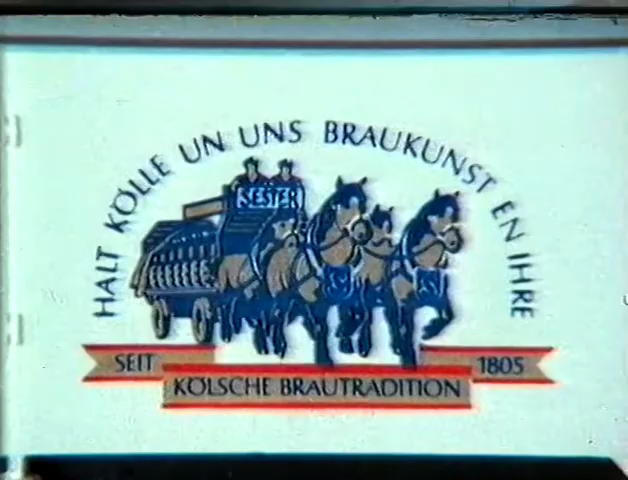 HALT KÖLLE UN UNS BRAUKUNST EN IHRE
SESTER
SEIT
1805
KÖLSCHE BRAUTRADITION